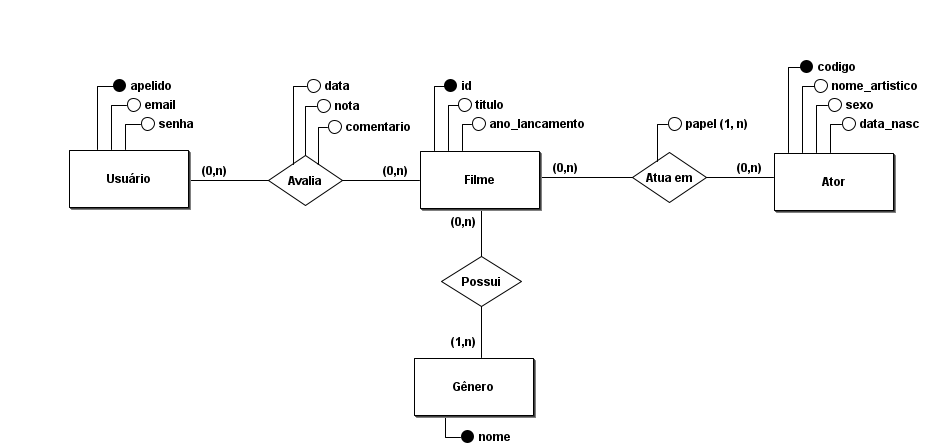 apelido
email
senha
Usuário
(0,n)
data
nota
comentario
Avalia
(0,n)
id
titulo
ano_lancamento
Filme
(0,n)
papel (1, n)
Atua em
(0,n)
codigo
nome_artistico
sexo
data_nasc
Ator
(0,n)
Possui
(1,n)
Gênero
nome